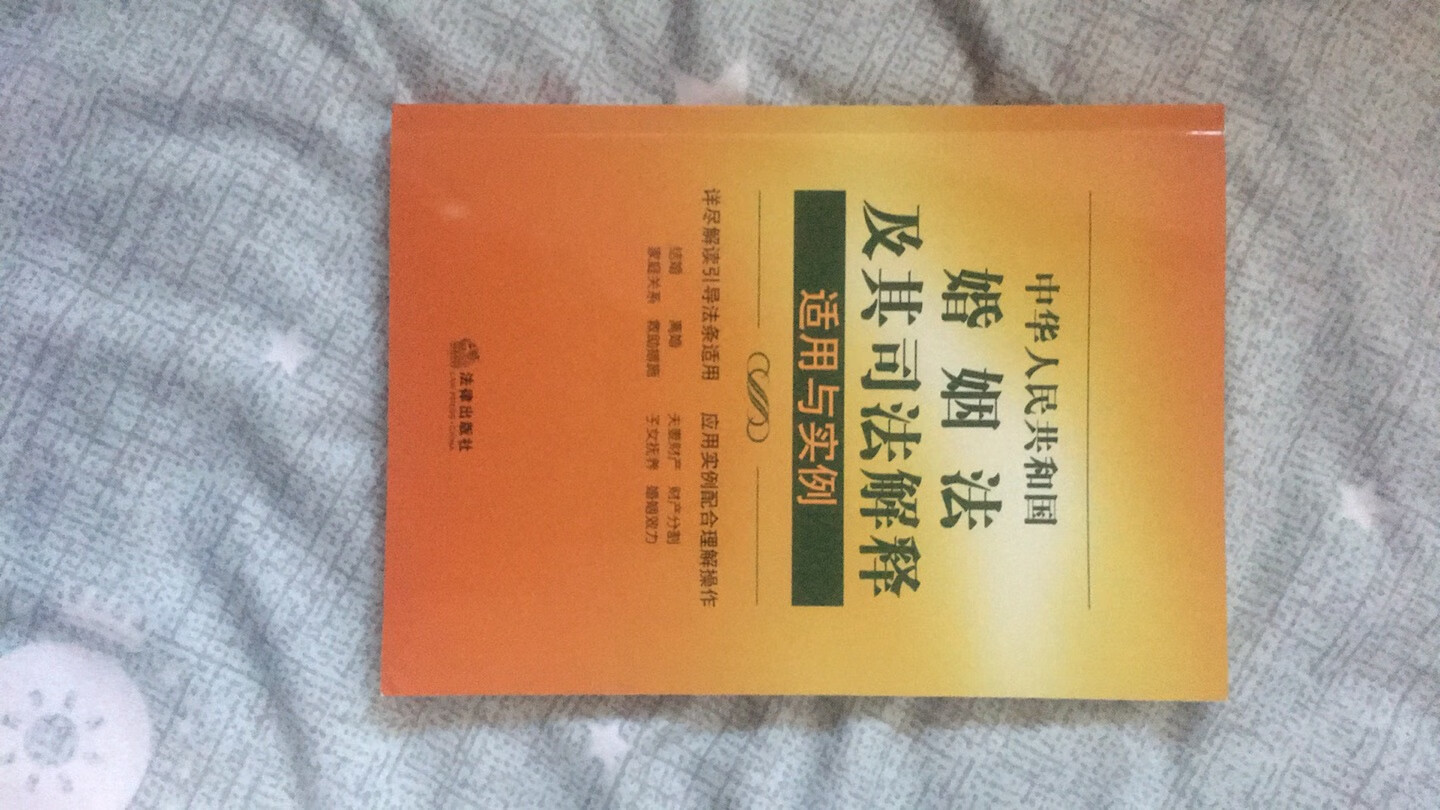 中华人民共和国
婚姻法
及其司法解释
适用与实例
详尽解读引导法条适用 应用实例配合理解操作
结婚 离婚 夫妻财产 财产分割
家庭关系 救助措施 子女抚养 婚姻效力
法律出版社